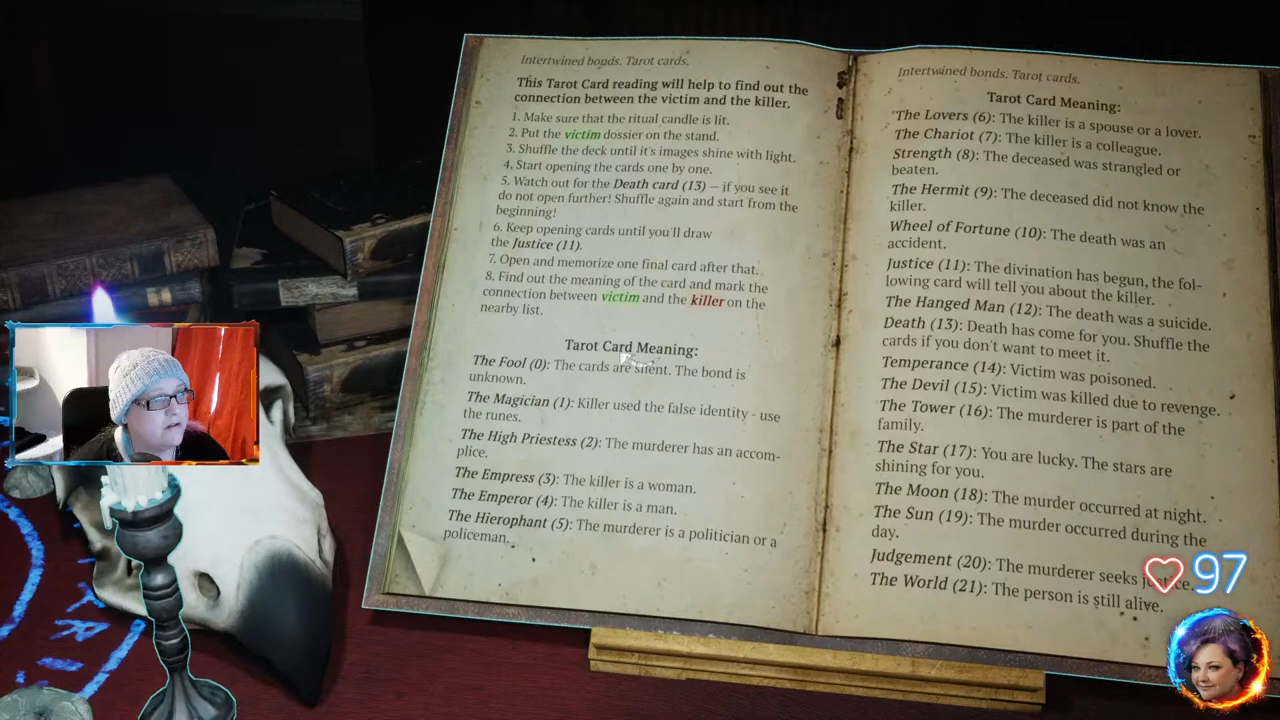 Intertwined bonds. Tarot cards.
This Tarot Card reading will help to find out the
connection between the victim and the killer.
1. Make sure that the ritual candle is lit.
2. Put the victim dossier on the stand.
3. Shuffle the deck until it's images shine with light.
4. Start opening the cards one by one.
5. Watch out for the Death card (13) – if you see it
do not open further! Shuffle again and start from the
beginning!
6. Keep opening cards until you'll draw
the Justice (11).
7. Open and memorize one final card after that.
8. Find out the meaning of the card and mark the
connection between victim and the killer on the
nearby list.
Tarot Card Meaning:
The Fool (0): The cards are silent. The bond is
unknown.
The Magician (1): Killer used the false identity - use
the runes.
The High Priestess (2): The murderer has an accom-
plice.
The Empress (3): The killer is a woman.
The Emperor (4): The killer is a man.
The Hierophant (5): The murderer is a politician or a
policeman.
Intertwined bonds. Tarot cards.
Tarot Card Meaning:
The Lovers (6): The killer is a spouse or a lover.
The Chariot (7): The killer is a colleague.
Strength (8): The deceased was strangled or
beaten.
The Hermit (9): The deceased did not know the
killer.
Wheel of Fortune (10): The death was an
accident.
Justice (11): The divination has begun, the fol-
lowing card will tell you about the killer.
The Hanged Man (12): The death was a suicide.
Death (13): Death has come for you. Shuffle the
cards if you don't want to meet it.
Temperance (14): Victim was poisoned.
The Devil (15): Victim was killed due to revenge.
The Tower (16): The murderer is part of the
family.
The Star (17): You are lucky. The stars are
shining for you.
The Moon (18): The murder occurred at night.
The Sun (19): The murder occurred during the
day.
Judgement (20): The murderer seeks justice.
The World (21): The person is still alive.
97